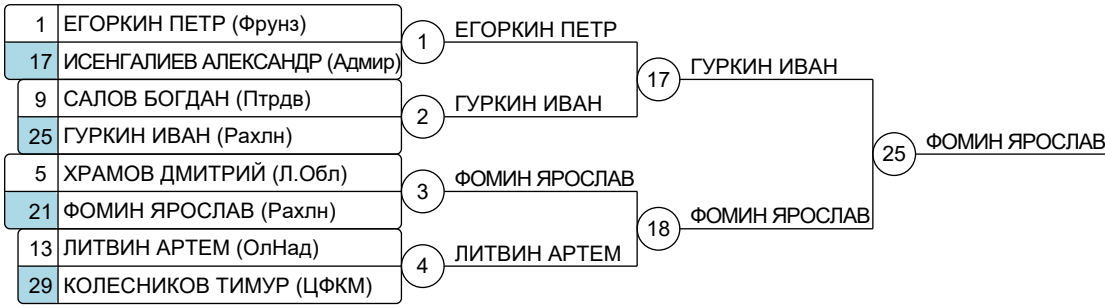 1 ЕГОРКИН ПЕТР (Фрунз)
17 ИСЕНГАЛИЕВ АЛЕКСАНДР (Адмир)
9 САЛОВ БОГДАН (Птрдв)
25 ГУРКИН ИВАН (Рахлн)
5 ХРАМОВ ДМИТРИЙ (Л.Обл)
21 ФОМИН ЯРОСЛАВ (Рахлн)
13 ЛИТВИН АРТЕМ (ОлНад)
29 КОЛЕСНИКОВ ТИМУР (ЦФКМ)
1 ЕГОРКИН ПЕТР
2 ГУРКИН ИВАН
3 ФОМИН ЯРОСЛАВ
4 ЛИТВИН АРТЕМ
17 ГУРКИН ИВАН
18 ФОМИН ЯРОСЛАВ
25 ФОМИН ЯРОСЛАВ